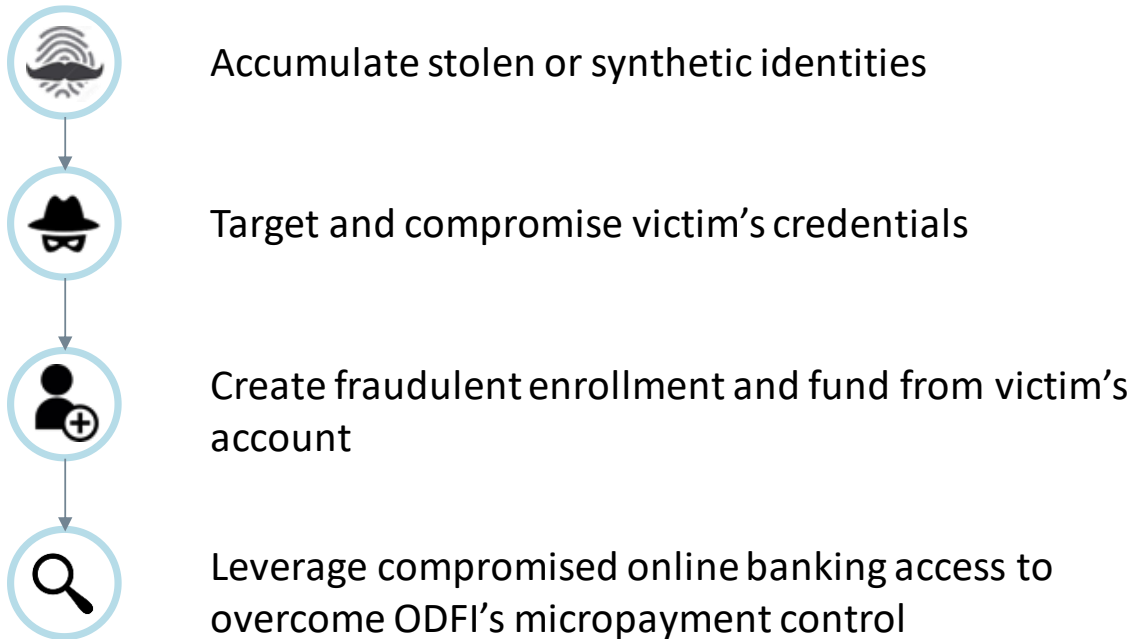 Accumulate stolen or synthetic identities
Target and compromise victim’s credentials
Create fraudulent enrollment and fund from victim’s
account
Leverage compromised online banking access to
overcome ODFI’s micropayment control